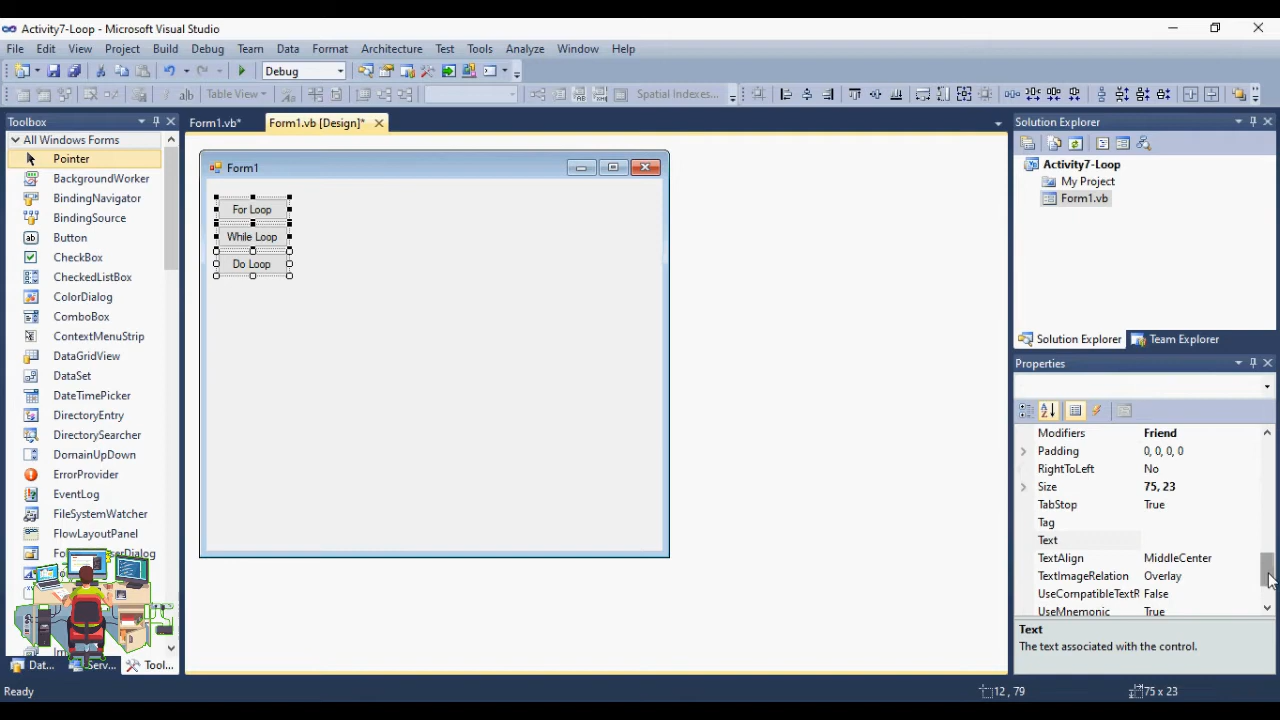 Activity7-Loop - Microsoft Visual Studio
File Edit View Project Build Debug Team Data Format Architecture Test Tools Analyze Window Help
Debug
Table View
Spatial Indexes...
Toolbox
All Windows Forms
Pointer
BackgroundWorker
BindingNavigator
BindingSource
Button
CheckBox
CheckedListBox
ColorDialog
ComboBox
ContextMenuStrip
DataGridView
DataSet
DateTimePicker
DirectoryEntry
DirectorySearcher
DomainUpDown
ErrorProvider
EventLog
FileSystemWatcher
FlowLayoutPanel
Dat...
Serv...
Tool...
Form1.vb* Form1.vb [Design]*
Form1
For Loop
While Loop
Do Loop
Solution Explorer
Activity7-Loop
My Project
Form1.vb
Solution Explorer Team Explorer
Properties
Modifiers Friend
Padding 0, 0, 0, 0
RightToLeft No
Size 75, 23
TabStop True
Tag
Text
TextAlign MiddleCenter
TextImageRelation Overlay
UseCompatibleTextR False
UseMnemonic True
Text
The text associated with the control.
Ready
12 , 79
75 x 23